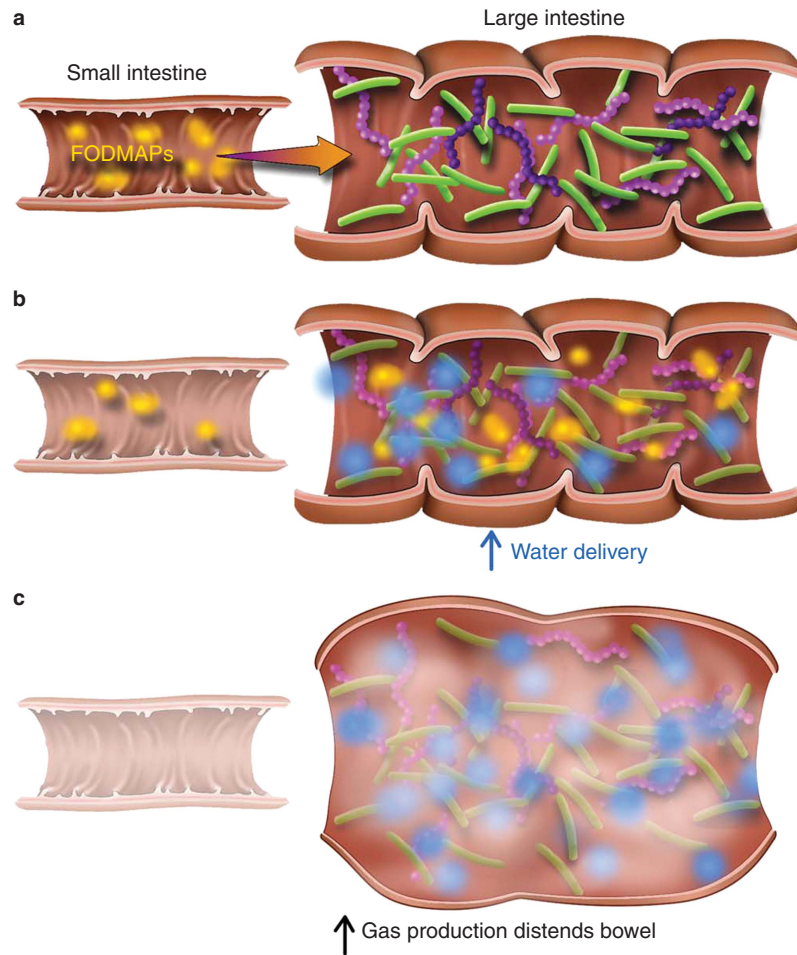 a
Large intestine
Small intestine
FODMAPs
b
Water delivery
c
Gas production distends bowel